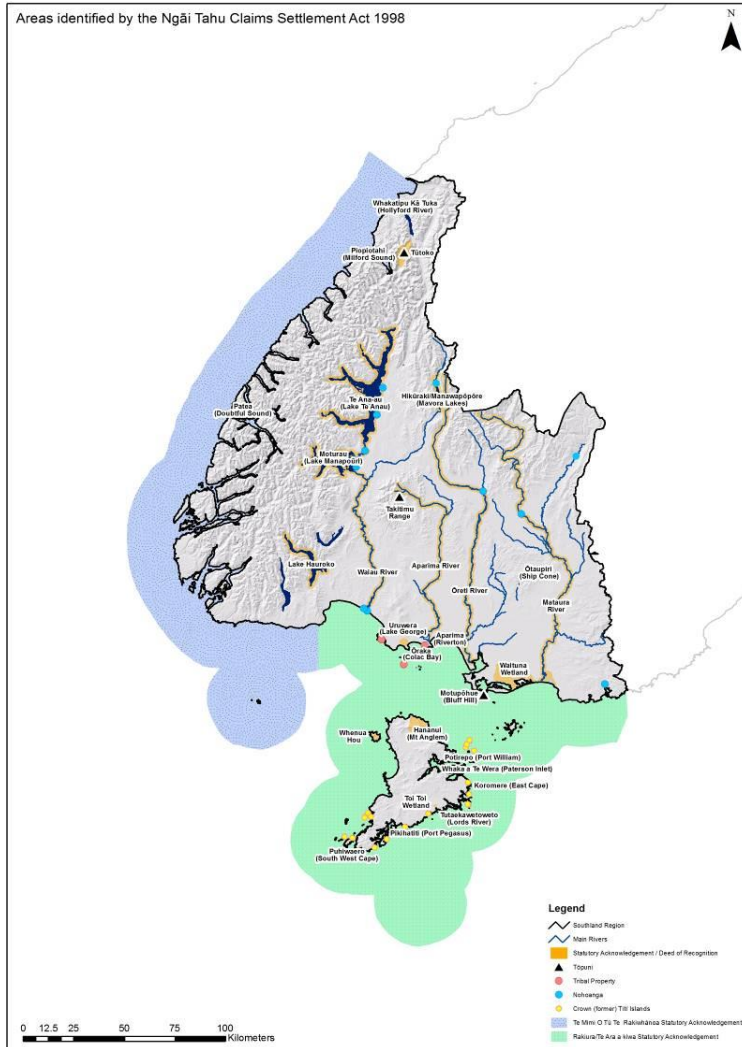 Areas identified by the Ngāi Tahu Claims Settlement Act 1998
N
Whakatipu Kā Tuka
(Hollyford River)
Piopiotahi
(Milford Sound)
Tūtoko
Te Ana-au
(Lake Te Anau)
Hikūraki/Manawapōpōre
(Mavora Lakes)
Patea
(Doubtful Sound)
Moturau
(Lake Manapouri)
Takitimu
Range
Lake Hauroko
Waiau River
Aparima River
Ōtaupiri
(Ship Cone)
Ōrati River
Mataura
River
Uruwera
(Lake George)
Aparima
(Riverton)
Ōraka
(Colac Bay)
Waituna
Wetland
Motupōhue
(Bluff Hill)
Hananui
(Mt Anglem)
Whenua
Hou
Potirepo (Port William)
Whaka a Te Wera (Paterson Inlet)
Koromere (East Cape)
Toi Toi
Wetland
Tutaekawetoweto
(Lords River)
Pikihatiti (Port Pegasus)
Puhiwaero
(South West Cape)
Legend
Southland Region
Main Rivers
Statutory Acknowledgement / Deed of Recognition
Tōpuni
Tribal Property
Nohoanga
Crown (former) Titi Islands
Te Mimi O Tū Te Rakiwhānoa Statutory Acknowledgement
Rakiura/Te Ara a kiwa Statutory Acknowledgement
0 12.5 25 50 75 100
Kilometers